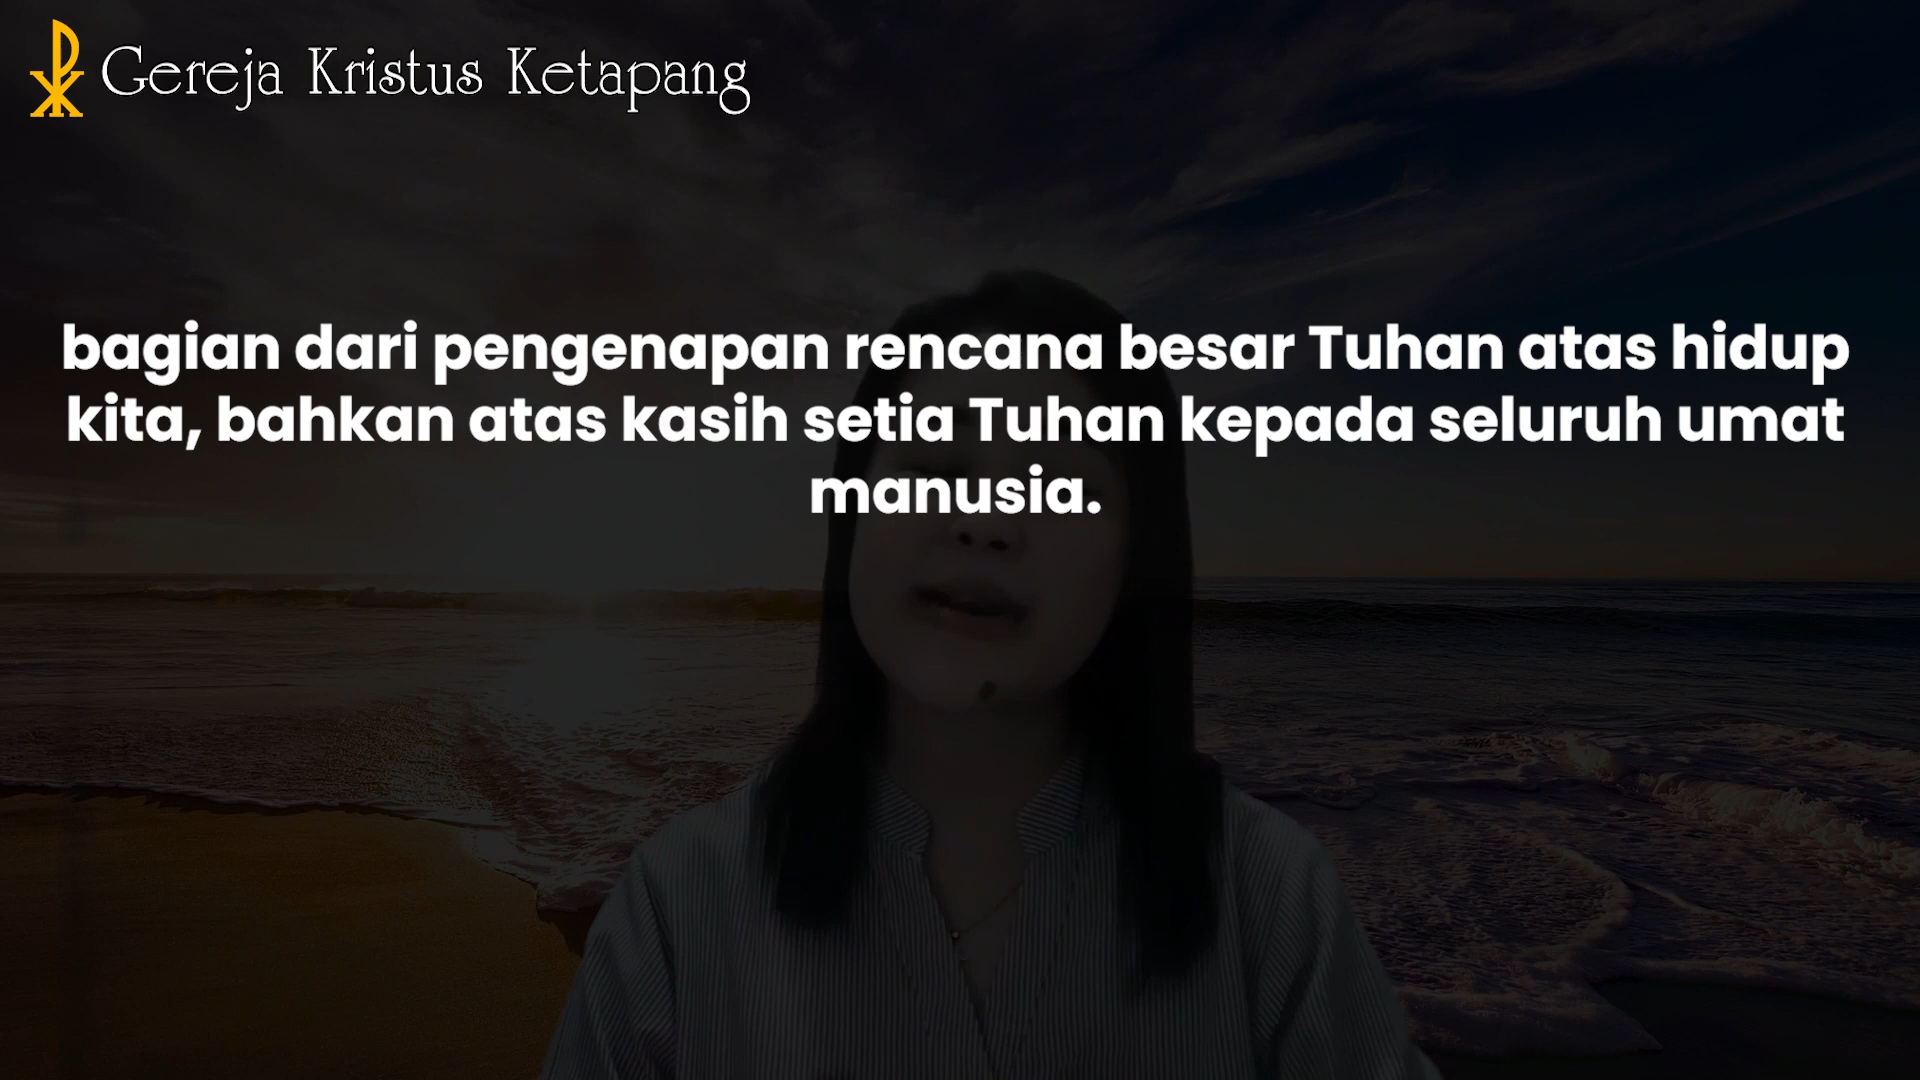 Gereja Kristus Ketapang
bagian dari pengenapan rencana besar Tuhan atas hidup
kita, bahkan atas kasih setia Tuhan kepada seluruh umat
manusia.